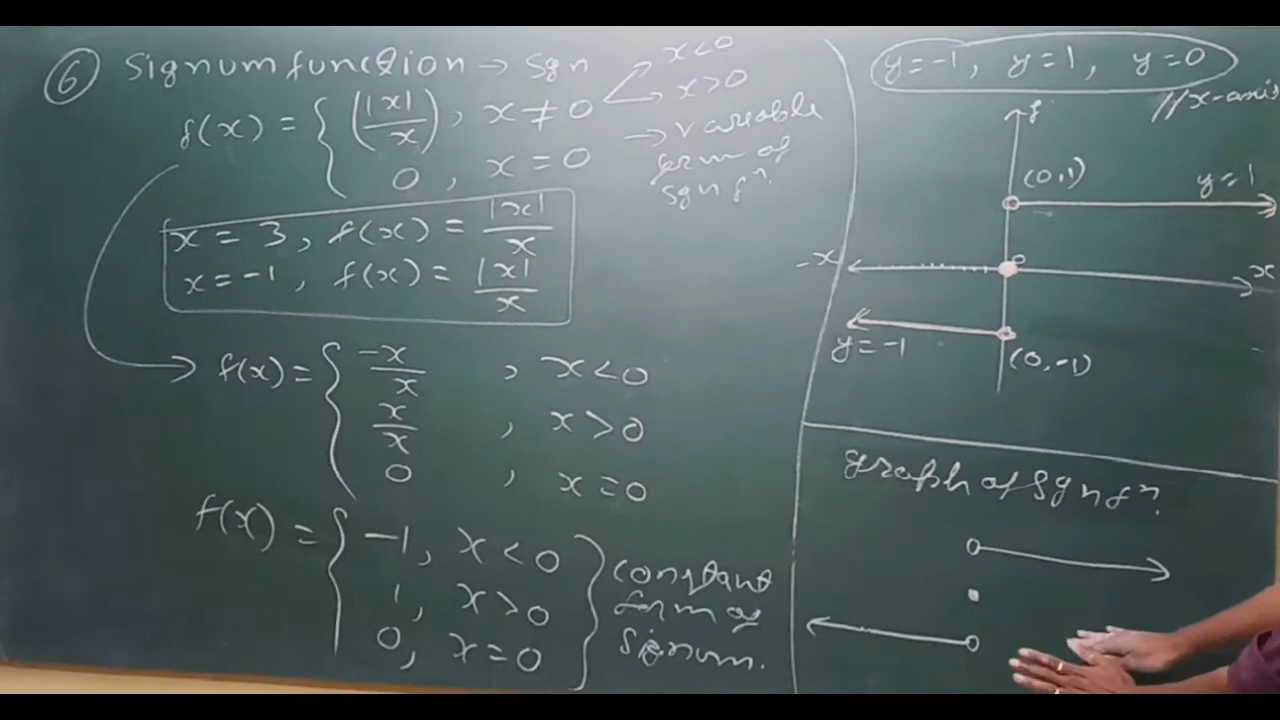 ⑥ Signum function → sgn
x<0
x>0
f(x) = { |x|/x , x ≠ 0
0 , x = 0
→ variable
form of
sgn fⁿ.
x = 3, f(x) = |x|/x
x = -1, f(x) = |x|/x
f(x) = { -x/x , x < 0
x/x , x > 0
0 , x = 0
f(x) = { -1, x < 0
1, x > 0
0, x = 0 }
constant
form of
signum.
y = -1, y = 1, y = 0
// x-axis
(0,1)
y = 1
-x
x
y = -1
(0, -1)
graph of sgn fⁿ.